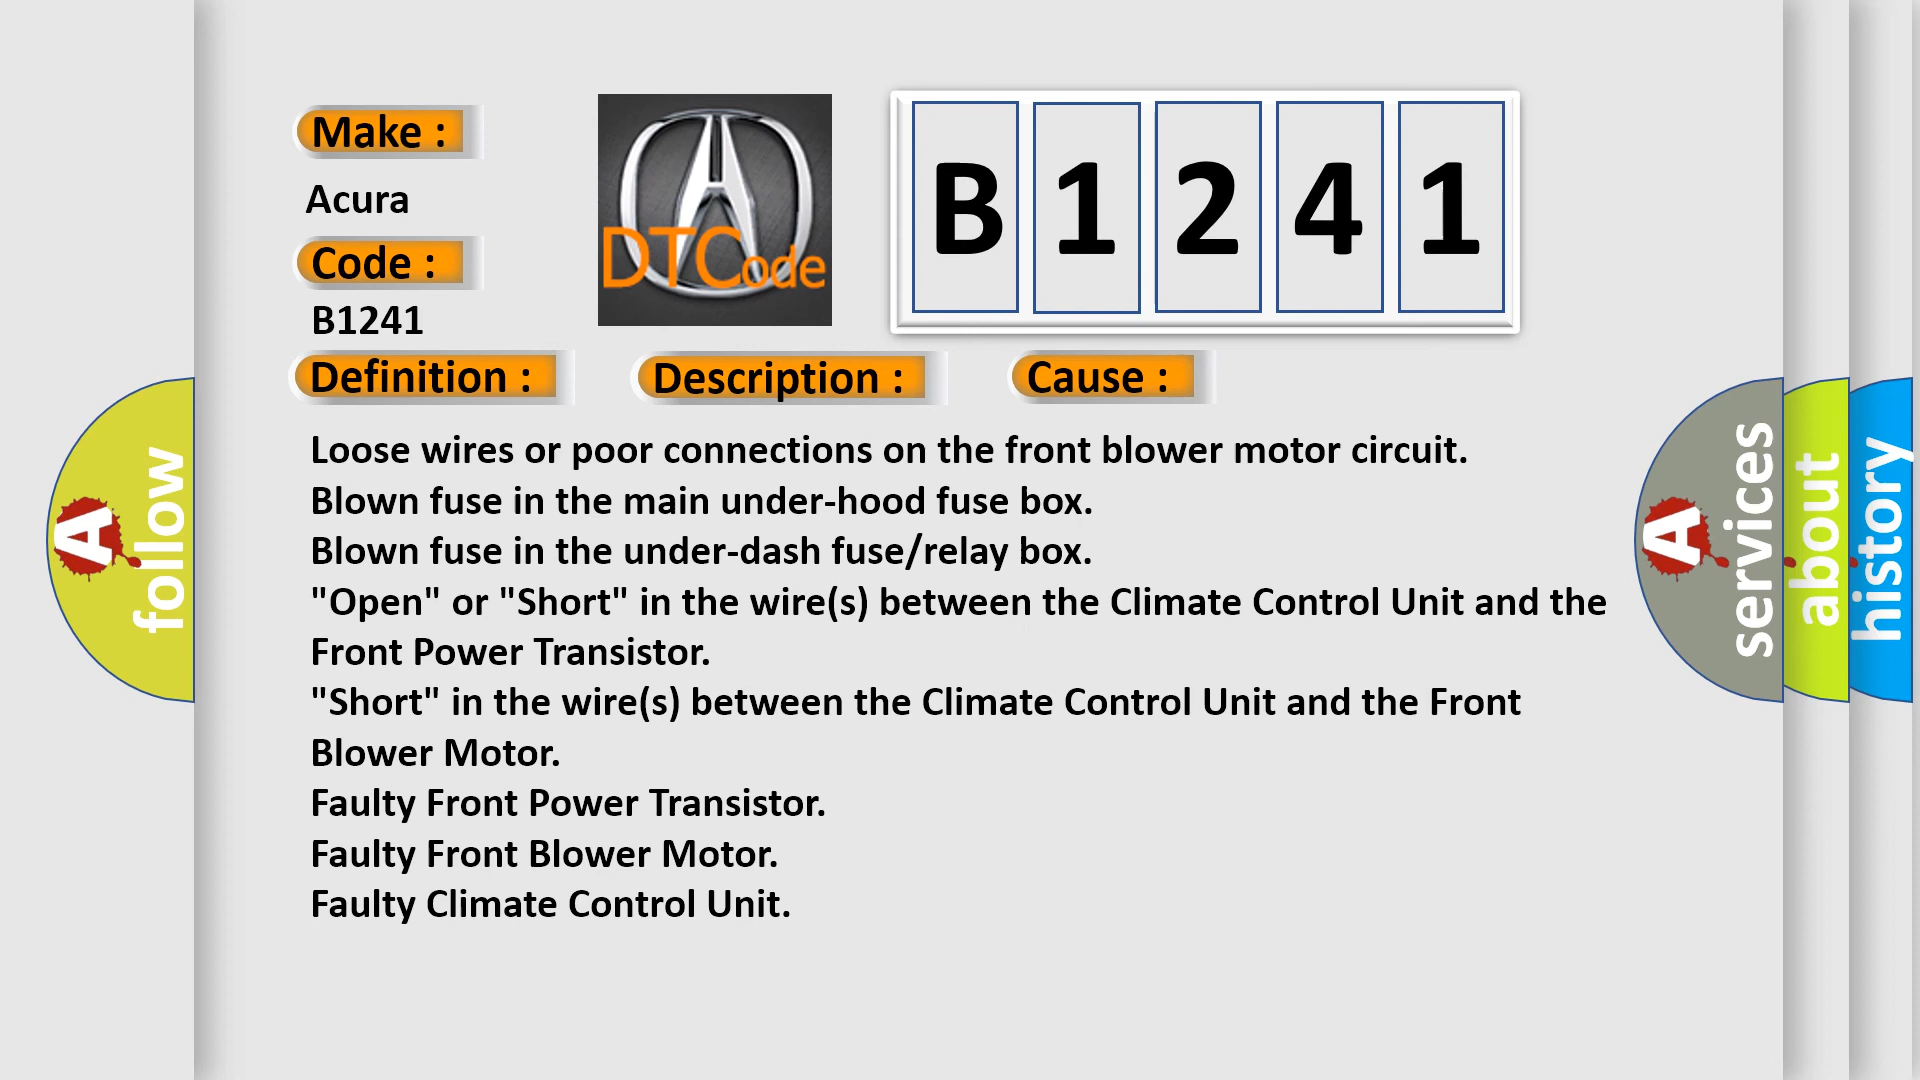 Make :
Acura
Code :
B1241
DTCode
B 1 2 4 1
Definition : Description : Cause :
Loose wires or poor connections on the front blower motor circuit.
Blown fuse in the main under-hood fuse box.
Blown fuse in the under-dash fuse/relay box.
"Open" or "Short" in the wire(s) between the Climate Control Unit and the
Front Power Transistor.
"Short" in the wire(s) between the Climate Control Unit and the Front
Blower Motor.
Faulty Front Power Transistor.
Faulty Front Blower Motor.
Faulty Climate Control Unit.
A
follow
A
services
about
history